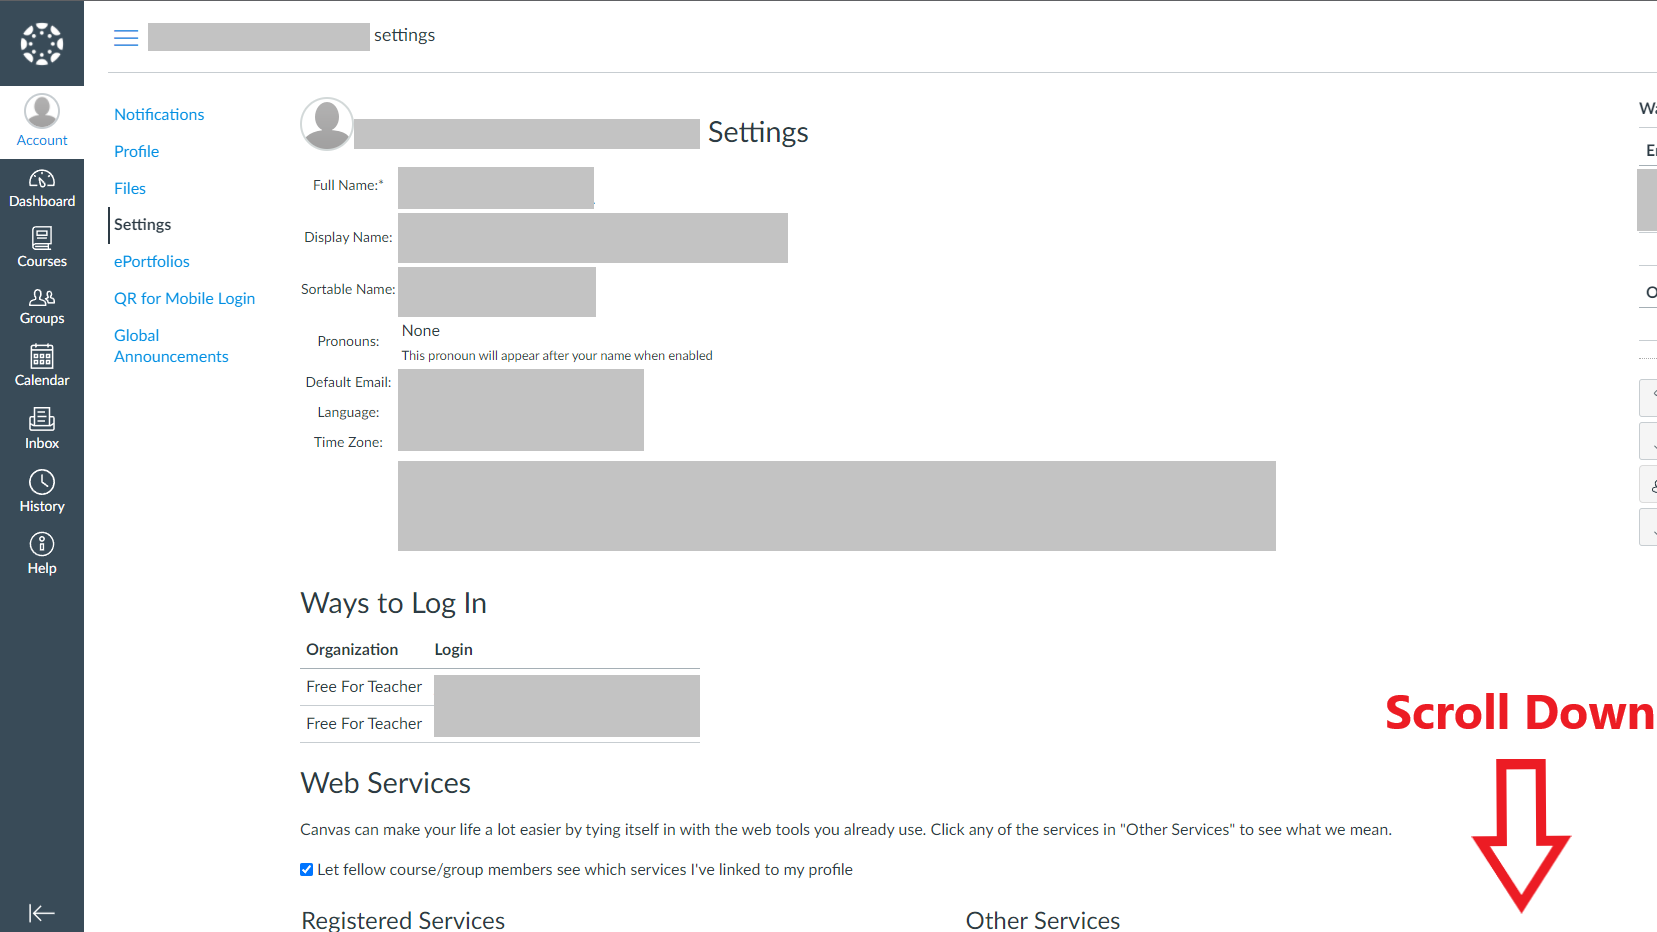 settings
Account
Dashboard
Courses
Groups
Calendar
Inbox
History
Help
Notifications
Profile
Files
Settings
ePortfolios
QR for Mobile Login
Global
Announcements
Settings
Full Name:*
Display Name:
Sortable Name:
Pronouns:
None
This pronoun will appear after your name when enabled
Default Email:
Language:
Time Zone:
Ways to Log In
Organization Login
Free For Teacher
Free For Teacher
Web Services
Canvas can make your life a lot easier by tying itself in with the web tools you already use. Click any of the services in "Other Services" to see what we mean.
Let fellow course/group members see which services I've linked to my profile
Registered Services
Other Services
Scroll Down